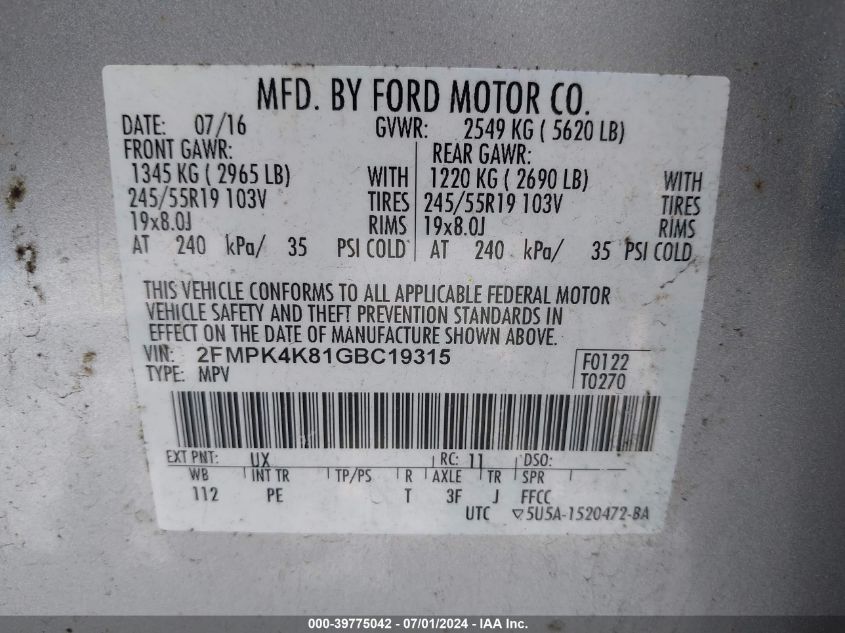 MFD. BY FORD MOTOR CO.
DATE: 07/16 GVWR: 2549 KG ( 5620 LB)
FRONT GAWR: REAR GAWR:
1345 KG ( 2965 LB) WITH 1220 KG ( 2690 LB) WITH
245/55R19 103V TIRES 245/55R19 103V TIRES
19x8.0J RIMS 19x8.0J RIMS
AT 240 kPa/ 35 PSI COLD AT 240 kPa/ 35 PSI COLD
THIS VEHICLE CONFORMS TO ALL APPLICABLE FEDERAL MOTOR
VEHICLE SAFETY AND THEFT PREVENTION STANDARDS IN
EFFECT ON THE DATE OF MANUFACTURE SHOWN ABOVE.
VIN: 2FMPK4K81GBC19315 F0122
TYPE: MPV T0270
EXT PNT: UX RC: 11 DSO:
WB INT TR TP/PS R AXLE TR SPR
112 PE T 3F J FFCC
UTC ▽5U5A-1520472-BA
000-39775042 - 07/01/2024 - IAA Inc.